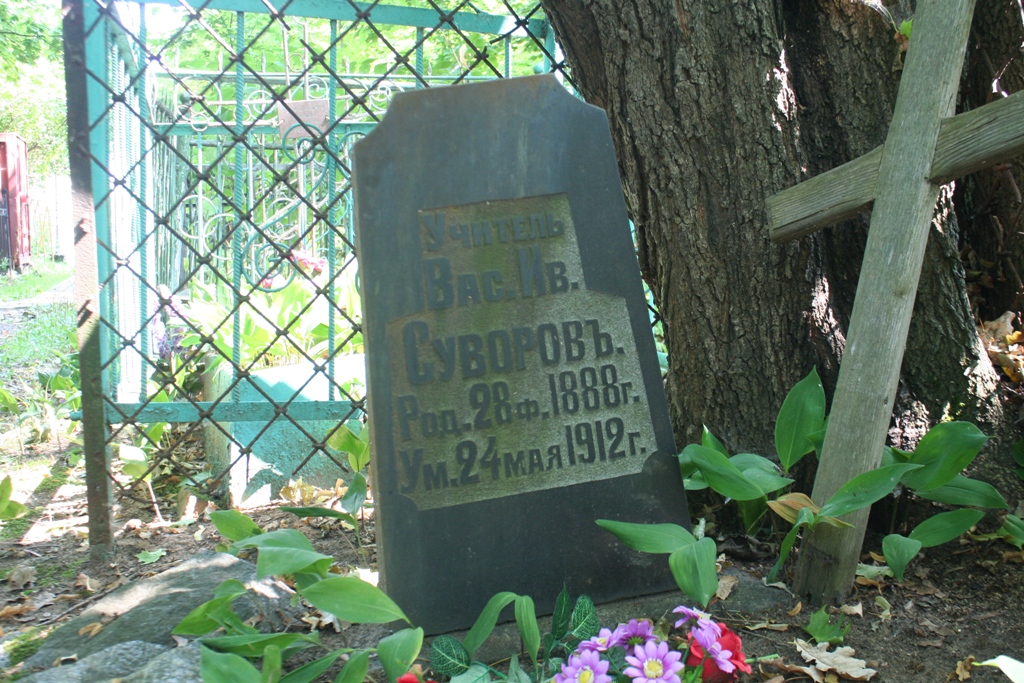 Учитель
Вас. Ив.
Суворовъ.
Род. 28 ф. 1888 г.
Ум. 24 мая 1912 г.